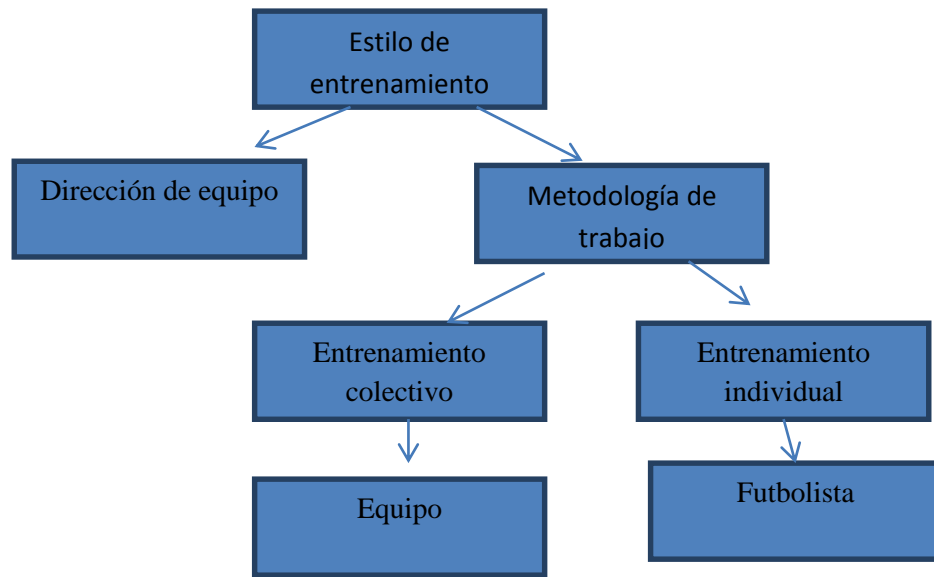 Estilo de
entrenamiento
Dirección de equipo
Metodología de
trabajo
Entrenamiento
colectivo
Entrenamiento
individual
Equipo
Futbolista